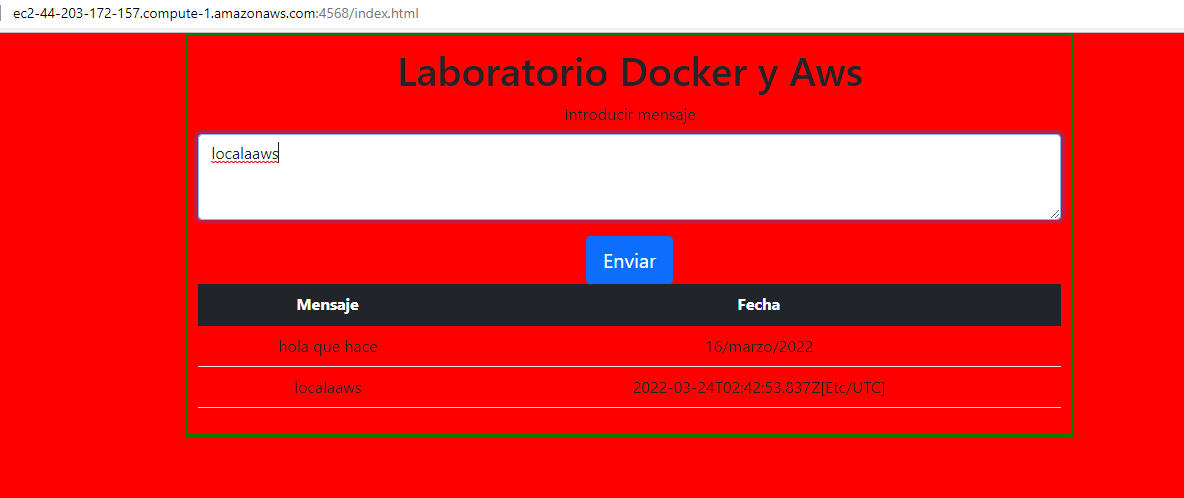 ec2-44-203-172-157.compute-1.amazonaws.com:4568/index.html
Laboratorio Docker y Aws
Introducir mensaje
localaaws
Enviar
Mensaje Fecha
hola que hace 16/marzo/2022
localaaws 2022-03-24T02:42:53.837Z[Etc/UTC]